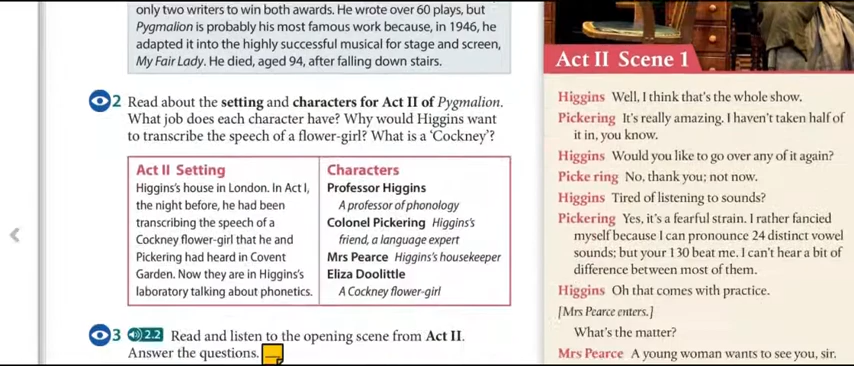 only two writers to win both awards. He wrote over 60 plays, but
Pygmalion is probably his most famous work because, in 1946, he
adapted it into the highly successful musical for stage and screen,
My Fair Lady. He died, aged 94, after falling down stairs.
2 Read about the setting and characters for Act II of Pygmalion.
What job does each character have? Why would Higgins want
to transcribe the speech of a flower-girl? What is a ‘Cockney’?
Act II Setting
Higgins's house in London. In Act I,
the night before, he had been
transcribing the speech of a
Cockney flower-girl that he and
Pickering had heard in Covent
Garden. Now they are in Higgins's
laboratory talking about phonetics.
Characters
Professor Higgins
A professor of phonology
Colonel Pickering Higgins's
friend, a language expert
Mrs Pearce Higgins's housekeeper
Eliza Doolittle
A Cockney flower-girl
3 2.2 Read and listen to the opening scene from Act II.
Answer the questions.
Act II Scene 1
Higgins Well, I think that's the whole show.
Pickering It's really amazing. I haven't taken half of
it in, you know.
Higgins Would you like to go over any of it again?
Picke ring No, thank you; not now.
Higgins Tired of listening to sounds?
Pickering Yes, it's a fearful strain. I rather fancied
myself because I can pronounce 24 distinct vowel
sounds; but your 130 beat me. I can't hear a bit of
difference between most of them.
Higgins Oh that comes with practice.
[Mrs Pearce enters.]
What's the matter?
Mrs Pearce A young woman wants to see you, sir.